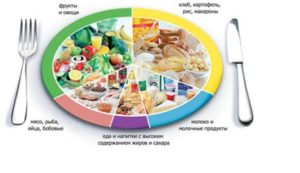 фрукты
и овощи
хлеб, картофель,
рис, макароны
мясо, рыба,
яйца, бобовые
еда и напитки с высоким
содержанием жиров и сахара
молоко и
молочные продукты